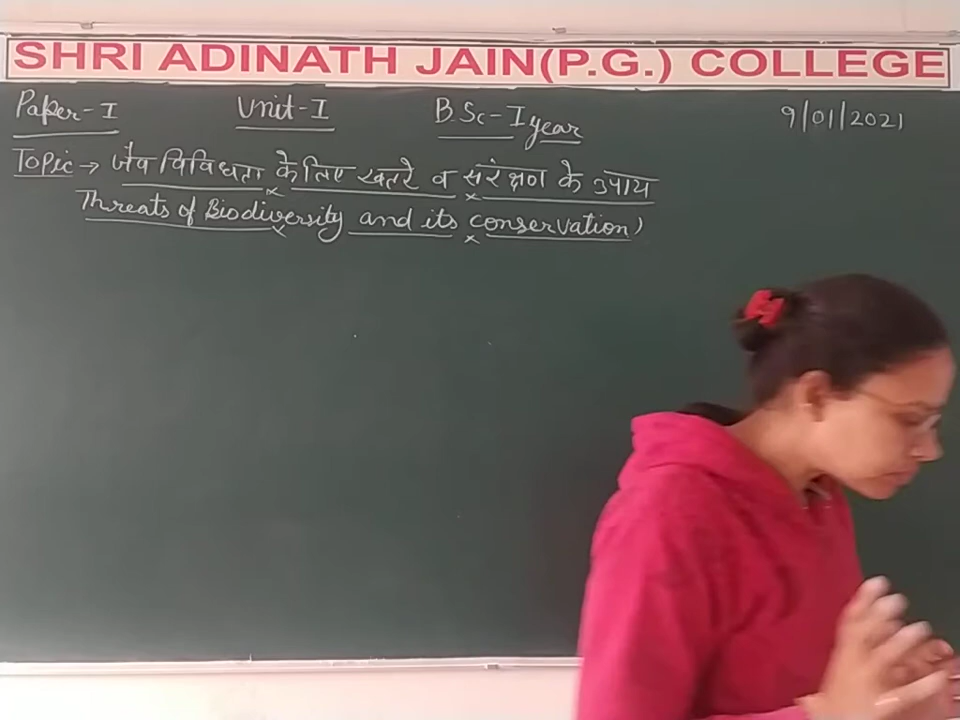 SHRI ADINATH JAIN(P.G.) COLLEGE
Paper-I Unit-I B.Sc-I year 9/01/2021
Topic → जैव विविधता के लिए खतरे व संरक्षण के उपाय
Threats of Biodiversity and its conservation)